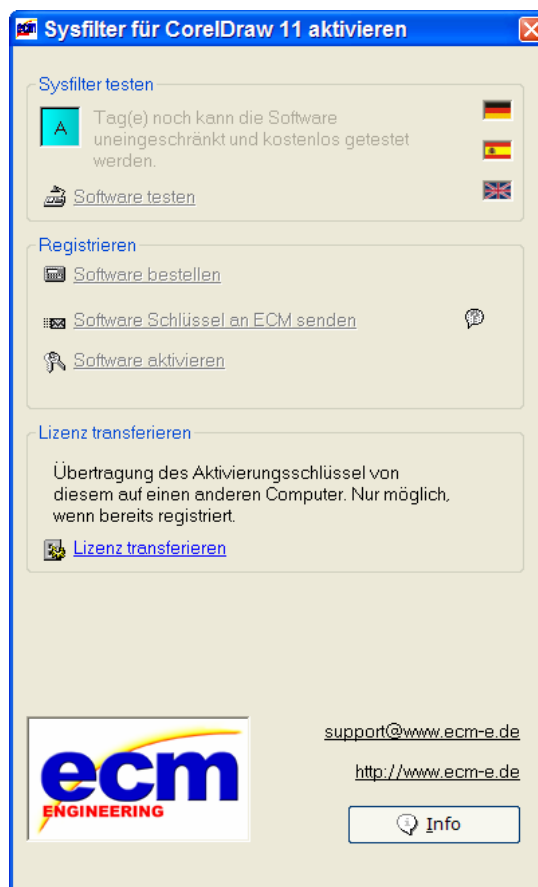 Sysfilter für CorelDraw 11 aktivieren
Sysfilter testen
A
Tag(e) noch kann die Software
uneingeschränkt und kostenlos getestet
werden.
Software testen
Registrieren
Software bestellen
Software Schlüssel an ECM senden
Software aktivieren
Lizenz transferieren
Übertragung des Aktivierungsschlüssel von
diesem auf einen anderen Computer. Nur möglich,
wenn bereits registriert.
Lizenz transferieren
support@www.ecm-e.de
http://www.ecm-e.de
ecm
ENGINEERING
Info